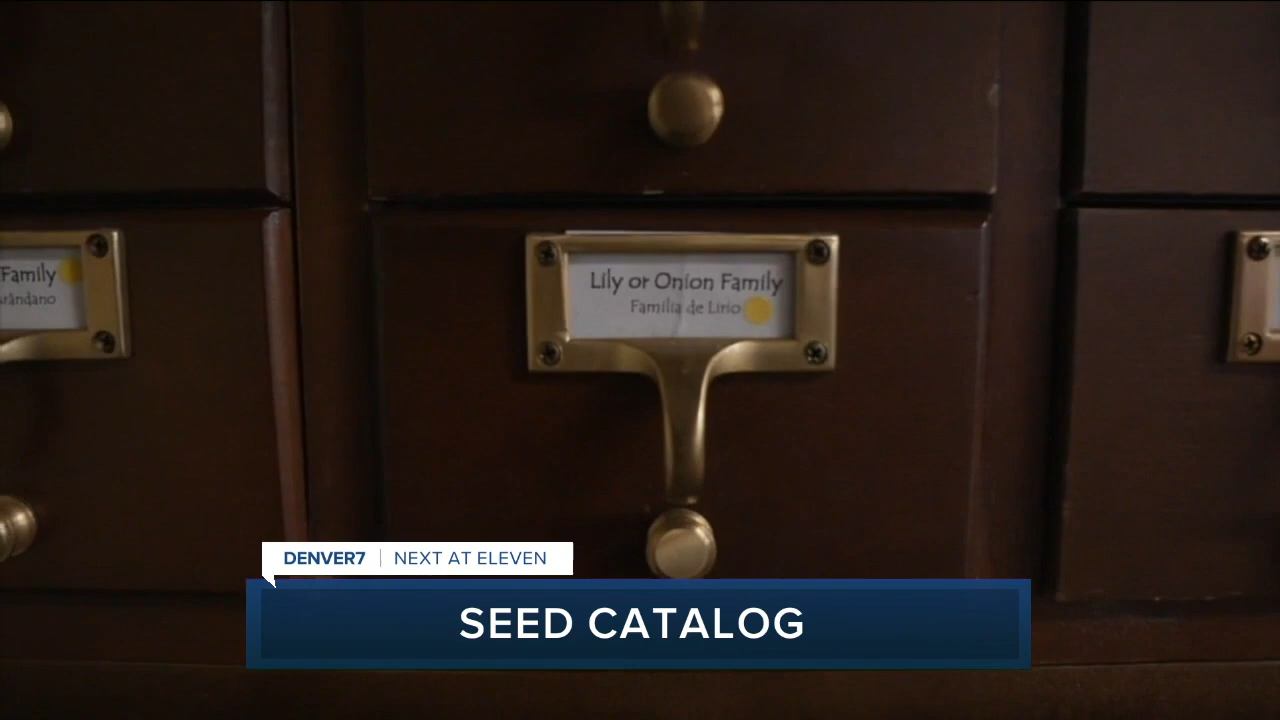 Family
Lily or Onion Family
Familia de Lirio
DENVER7 | NEXT AT ELEVEN
SEED CATALOG